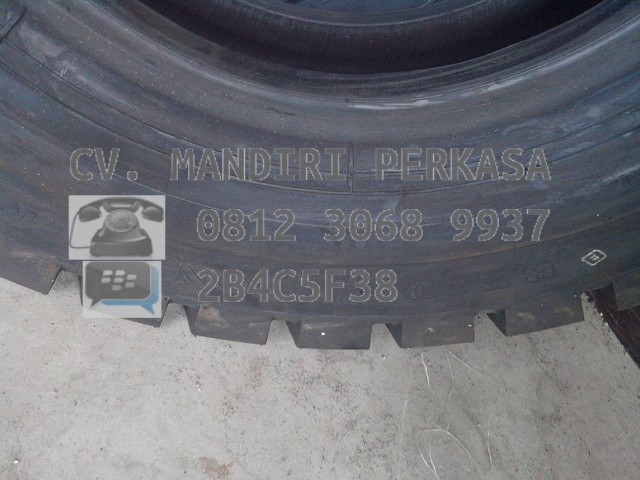 CV. MANDIRI PERKASA
0812 3068 9937
2B4C5F38